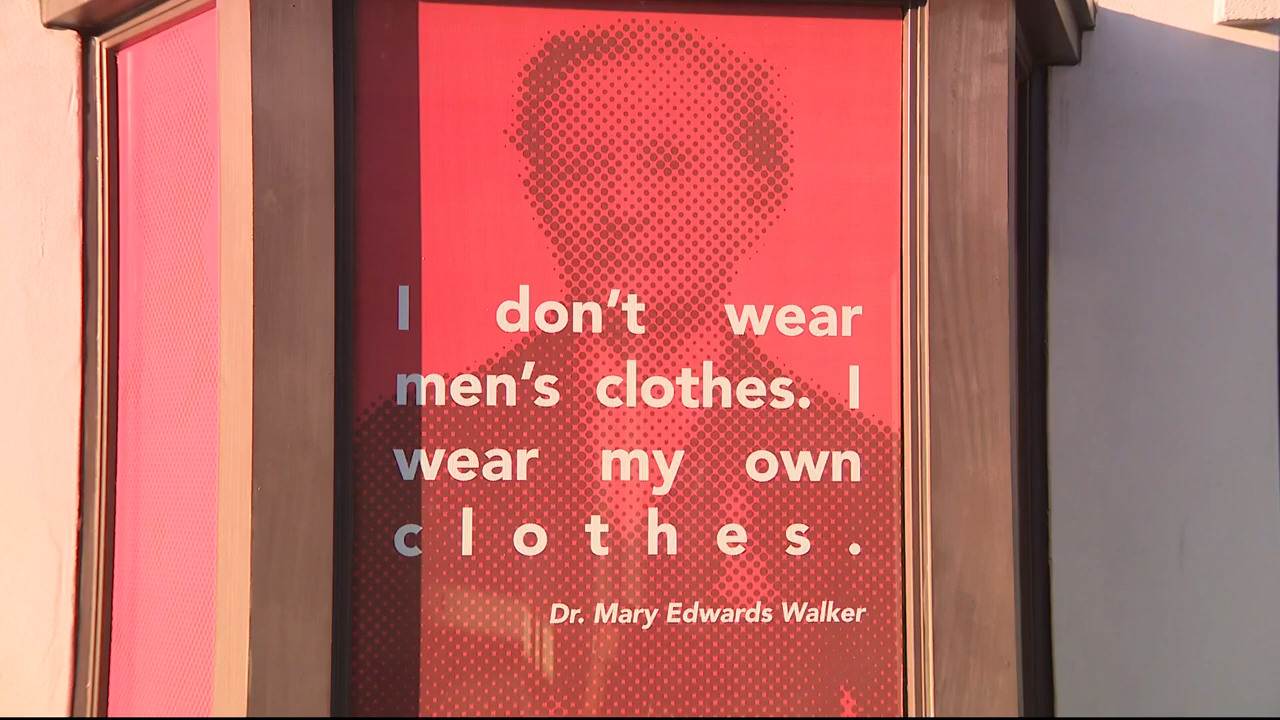 I don’t wear
men’s clothes. I
wear my own
clothes.
Dr. Mary Edwards Walker